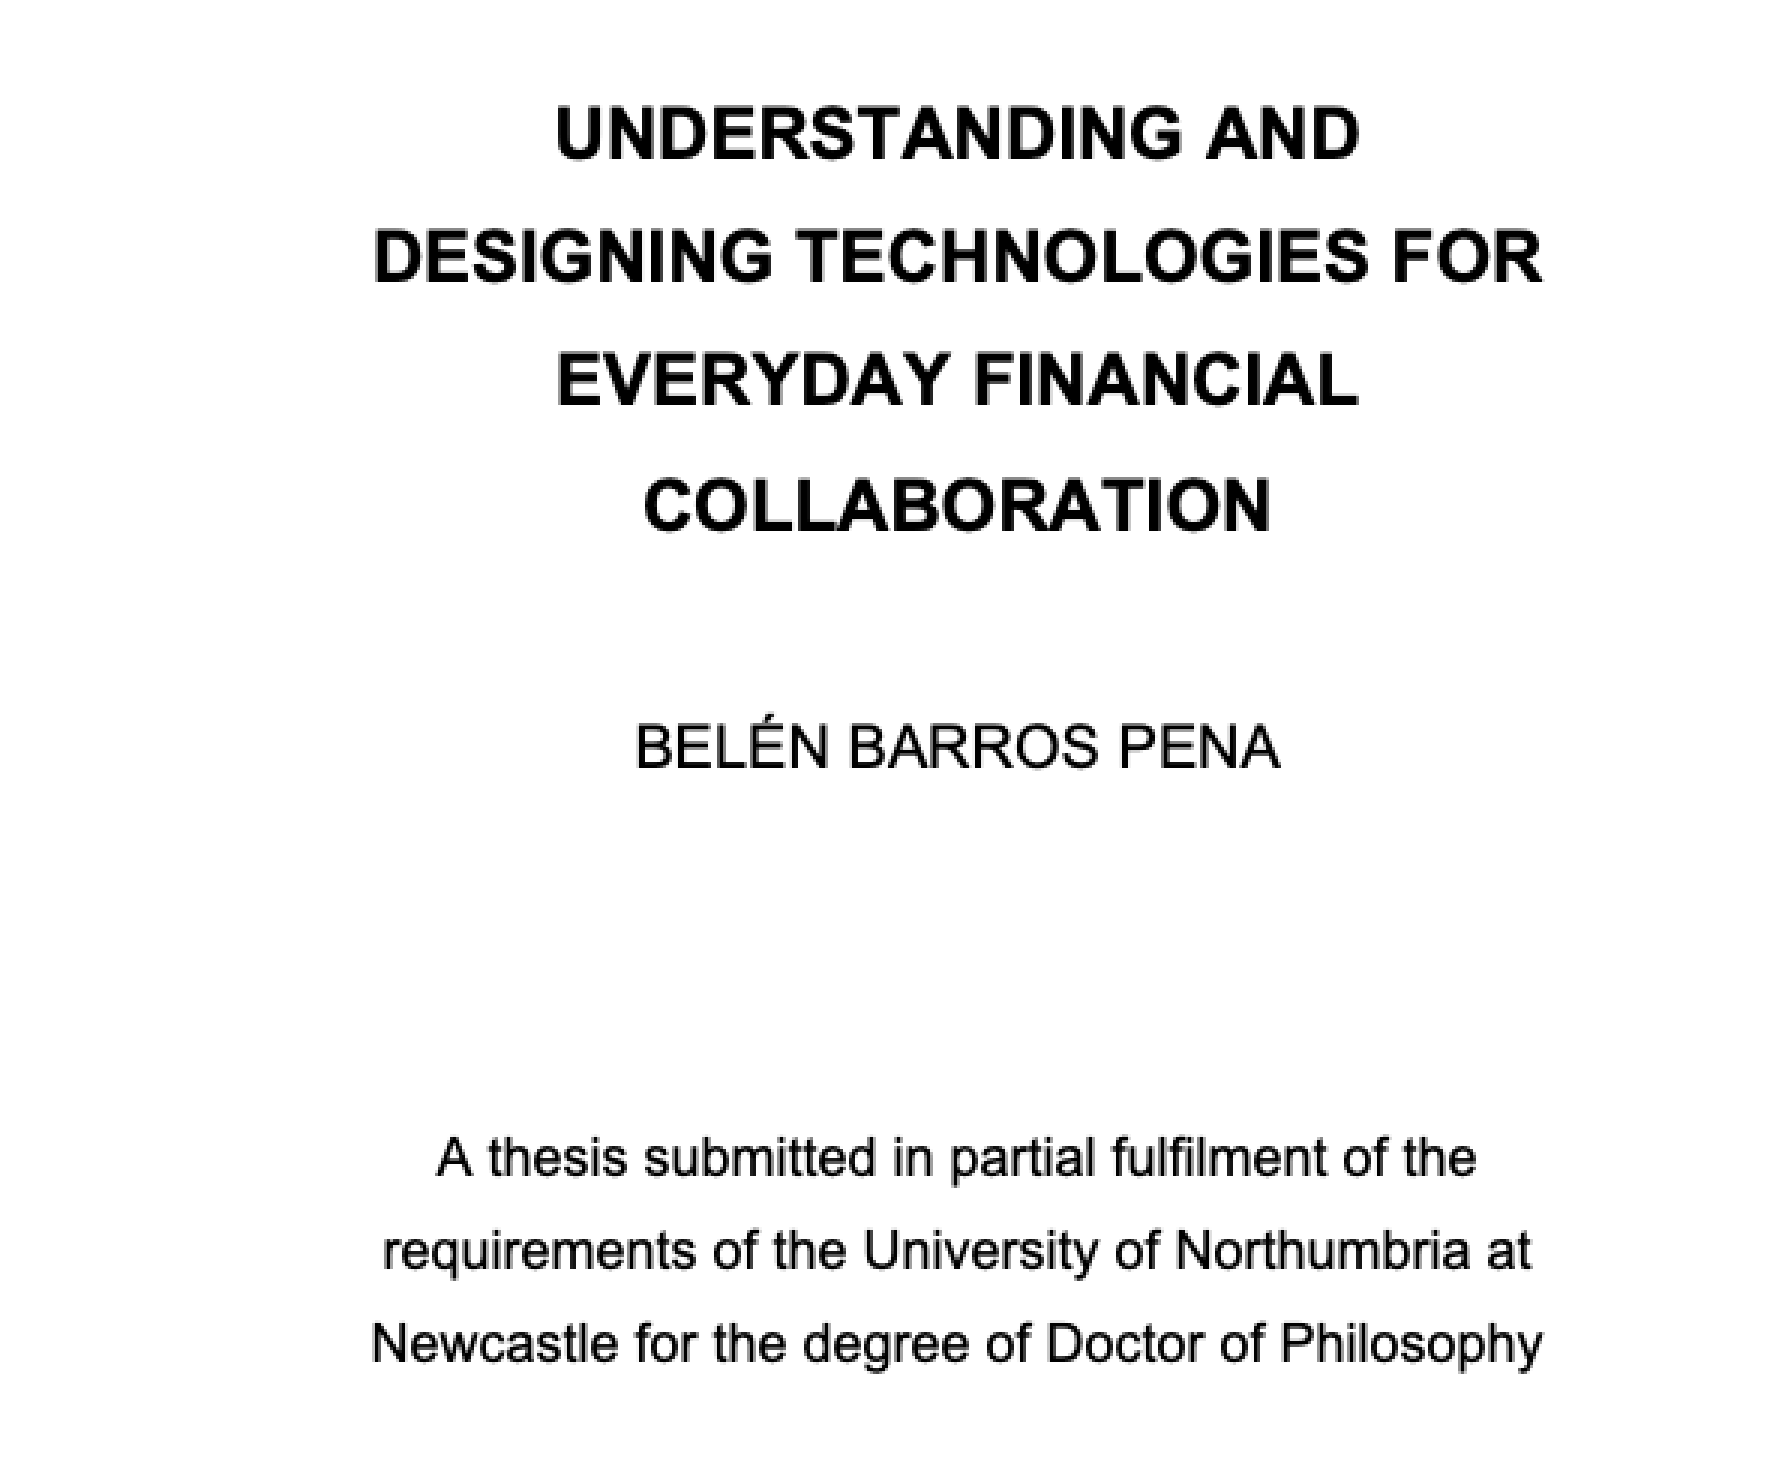 UNDERSTANDING AND
DESIGNING TECHNOLOGIES FOR
EVERYDAY FINANCIAL
COLLABORATION
BELÉN BARROS PENA
A thesis submitted in partial fulfilment of the
requirements of the University of Northumbria at
Newcastle for the degree of Doctor of Philosophy